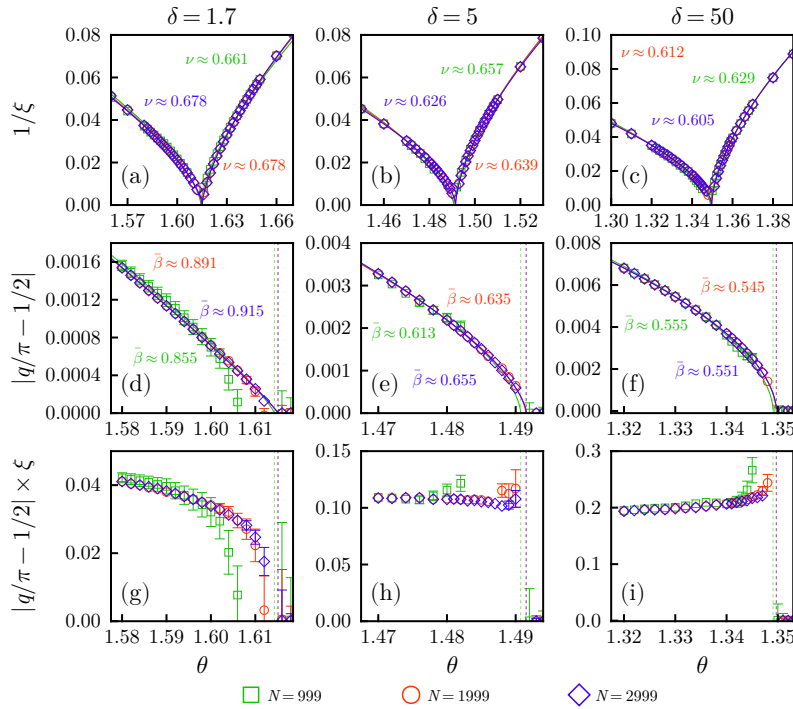 δ = 1.7 δ = 5 δ = 50
1/ξ
0.08
0.06
0.04
0.02
0.00
ν ≈ 0.661
ν ≈ 0.678
ν ≈ 0.678
(a)
1.57 1.60 1.63 1.66
0.08
0.06
0.04
0.02
0.00
ν ≈ 0.657
ν ≈ 0.626
ν ≈ 0.639
(b)
1.46 1.48 1.50 1.52
0.10
0.08
0.06
0.04
0.02
0.00
ν ≈ 0.612
ν ≈ 0.629
ν ≈ 0.605
(c)
1.30 1.32 1.34 1.36 1.38
|q/π − 1/2|
0.0016
0.0012
0.0008
0.0004
0.0000
β̄ ≈ 0.891
β̄ ≈ 0.915
β̄ ≈ 0.855
(d)
1.58 1.59 1.60 1.61
0.004
0.003
0.002
0.001
0.000
β̄ ≈ 0.635
β̄ ≈ 0.613
β̄ ≈ 0.655
(e)
1.47 1.48 1.49
0.008
0.006
0.004
0.002
0.000
β̄ ≈ 0.545
β̄ ≈ 0.555
β̄ ≈ 0.551
(f)
1.32 1.33 1.34 1.35
|q/π − 1/2| × ξ
0.04
0.02
0.00
(g)
1.58 1.59 1.60 1.61
θ
0.15
0.10
0.05
0.00
(h)
1.47 1.48 1.49
θ
0.3
0.2
0.1
0.0
(i)
1.32 1.33 1.34 1.35
θ
N = 999 N = 1999 N = 2999